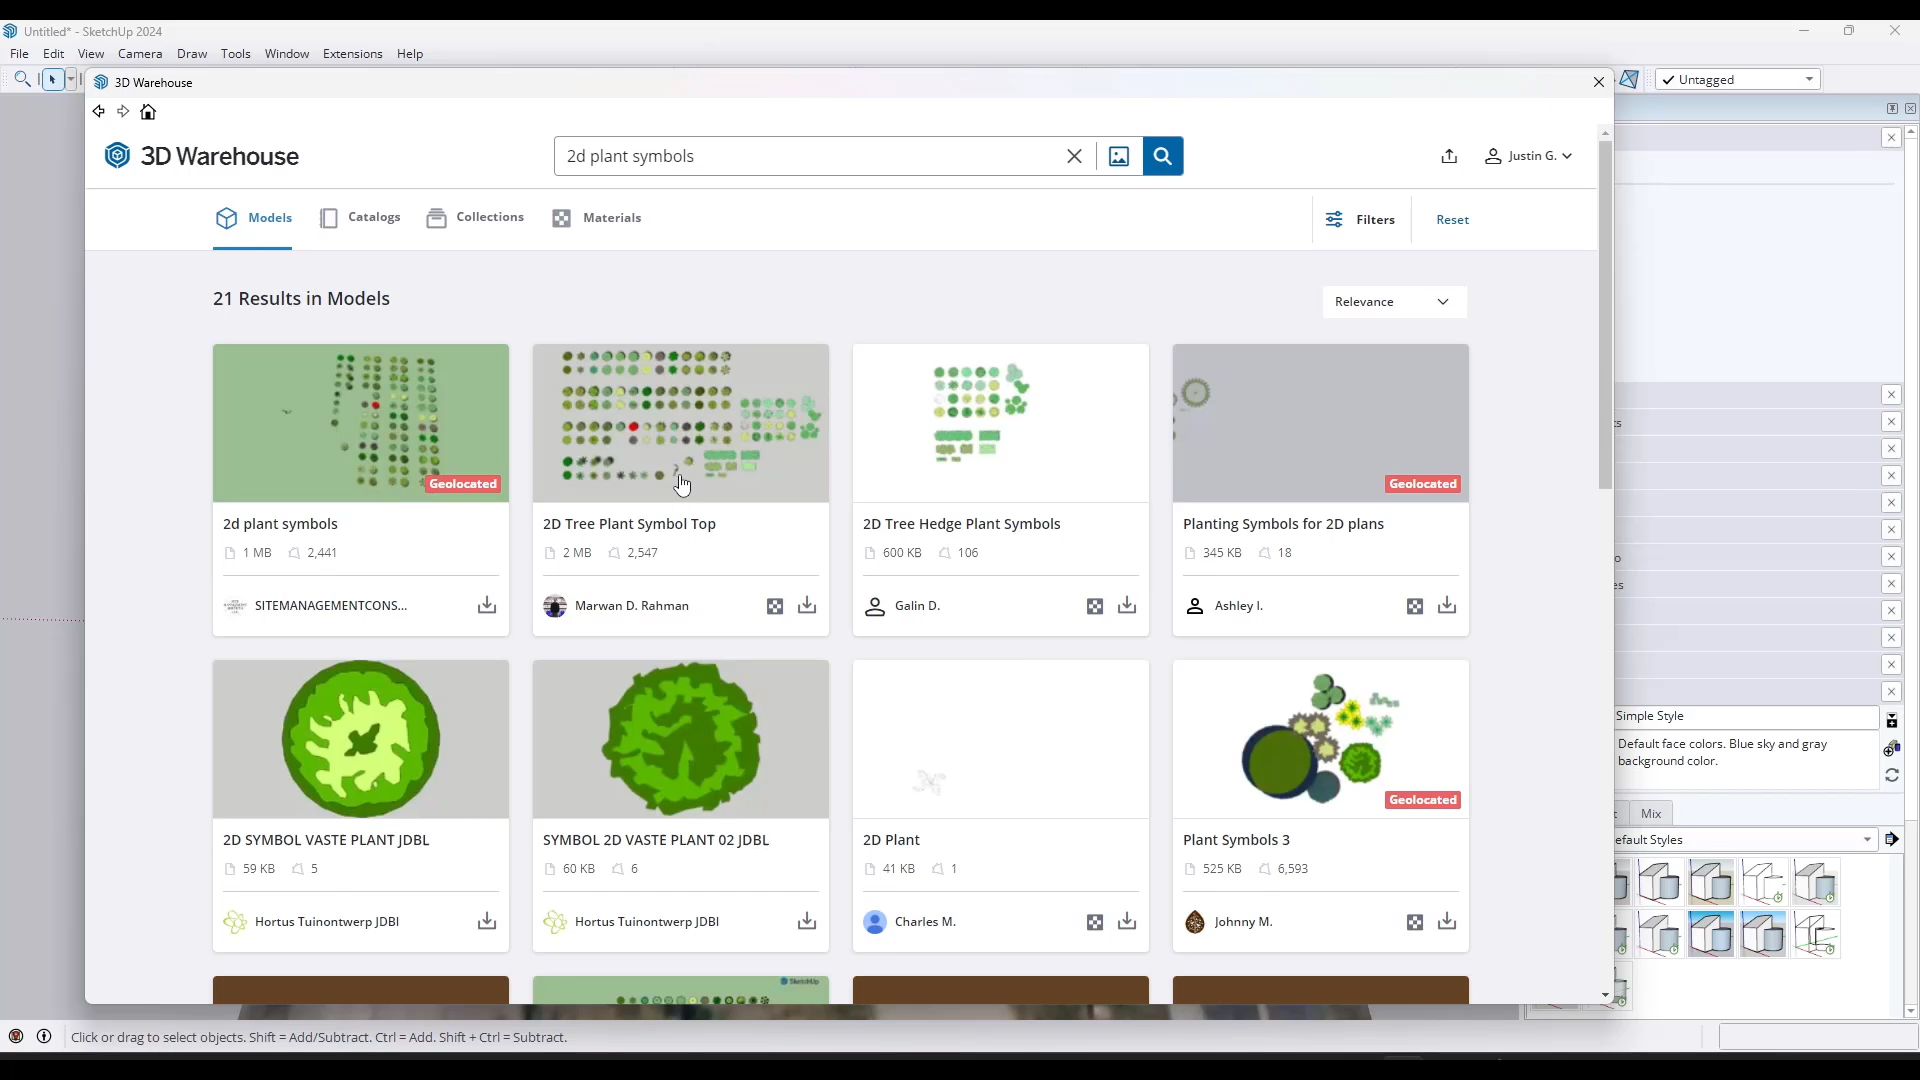 Untitled* - SketchUp 2024
File Edit View Camera Draw Tools Window Extensions Help
3D Warehouse
Untagged
3D Warehouse
2d plant symbols
Justin G.
Models Catalogs Collections Materials
Filters Reset
21 Results in Models
Relevance
Geolocated
Geolocated
2d plant symbols
1 MB 2,441
SITEMANAGEMENTCONS...
2D Tree Plant Symbol Top
2 MB 2,547
Marwan D. Rahman
2D Tree Hedge Plant Symbols
600 KB 106
Galin D.
Planting Symbols for 2D plans
345 KB 18
Ashley I.
Geolocated
2D SYMBOL VASTE PLANT JDBL
59 KB 5
Hortus Tuinontwerp JDBl
SYMBOL 2D VASTE PLANT 02 JDBL
60 KB 6
Hortus Tuinontwerp JDBl
2D Plant
41 KB 1
Charles M.
Plant Symbols 3
525 KB 6,593
Johnny M.
SketchUp
Simple Style
Default face colors. Blue sky and gray
background color.
Mix
efault Styles
Click or drag to select objects. Shift = Add/Subtract. Ctrl = Add. Shift + Ctrl = Subtract.